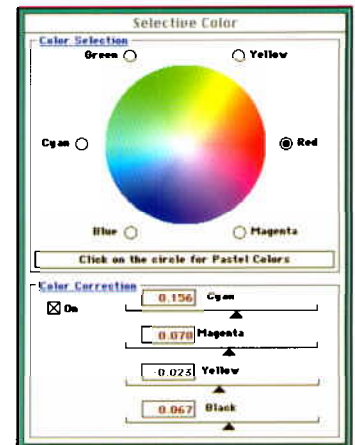 Selective Color
Color Selection
Green Yellow
Cyan Red
Blue Magenta
Click on the circle for Pastel Colors
Color Correction
On 0.156 Cyan
0.070 Magenta
-0.023 Yellow
0.067 Black